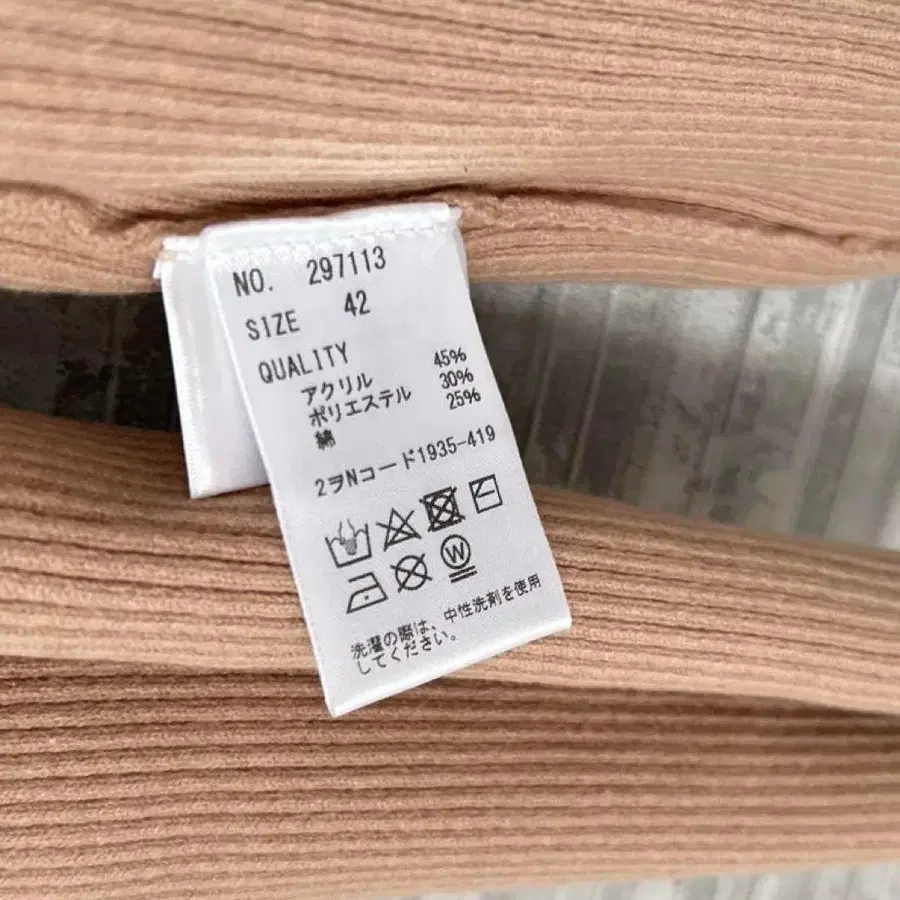 NO. 297113
SIZE 42
QUALITY
アクリル 45%
ポリエステル 30%
綿 25%
2ヲNコード1935-419
W
洗濯の際は、中性洗剤を使用
してください。